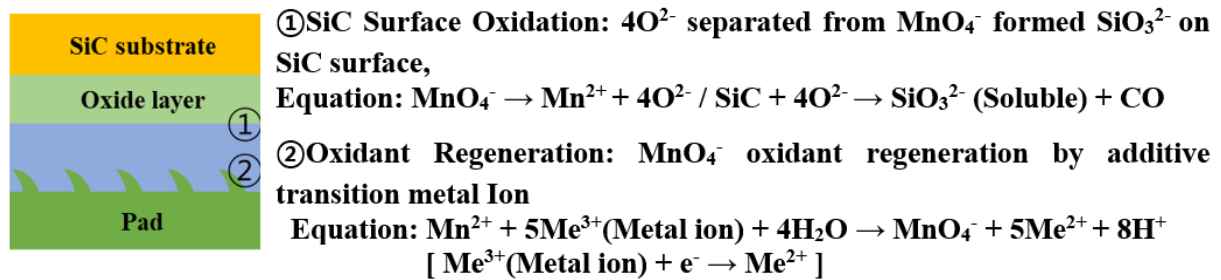 SiC substrate
Oxide layer
①
②
Pad
①SiC Surface Oxidation: 4O²⁻ separated from MnO₄⁻ formed SiO₃²⁻ on
SiC surface,
Equation: MnO₄⁻ → Mn²⁺ + 4O²⁻ / SiC + 4O²⁻→ SiO₃²⁻ (Soluble) + CO
②Oxidant Regeneration: MnO₄⁻ oxidant regeneration by additive
transition metal Ion
Equation: Mn²⁺ + 5Me³⁺(Metal ion) + 4H₂O → MnO₄⁻ + 5Me²⁺ + 8H⁺
[ Me³⁺(Metal ion) + e⁻ → Me²⁺ ]